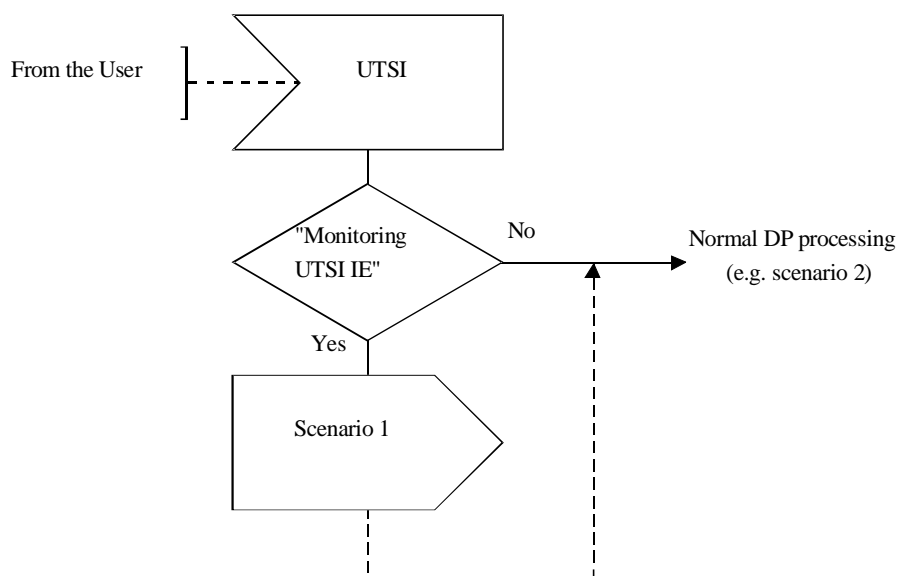 From the User
UTSI
"Monitoring
UTSI IE"
No
Normal DP processing
(e.g. scenario 2)
Yes
Scenario 1